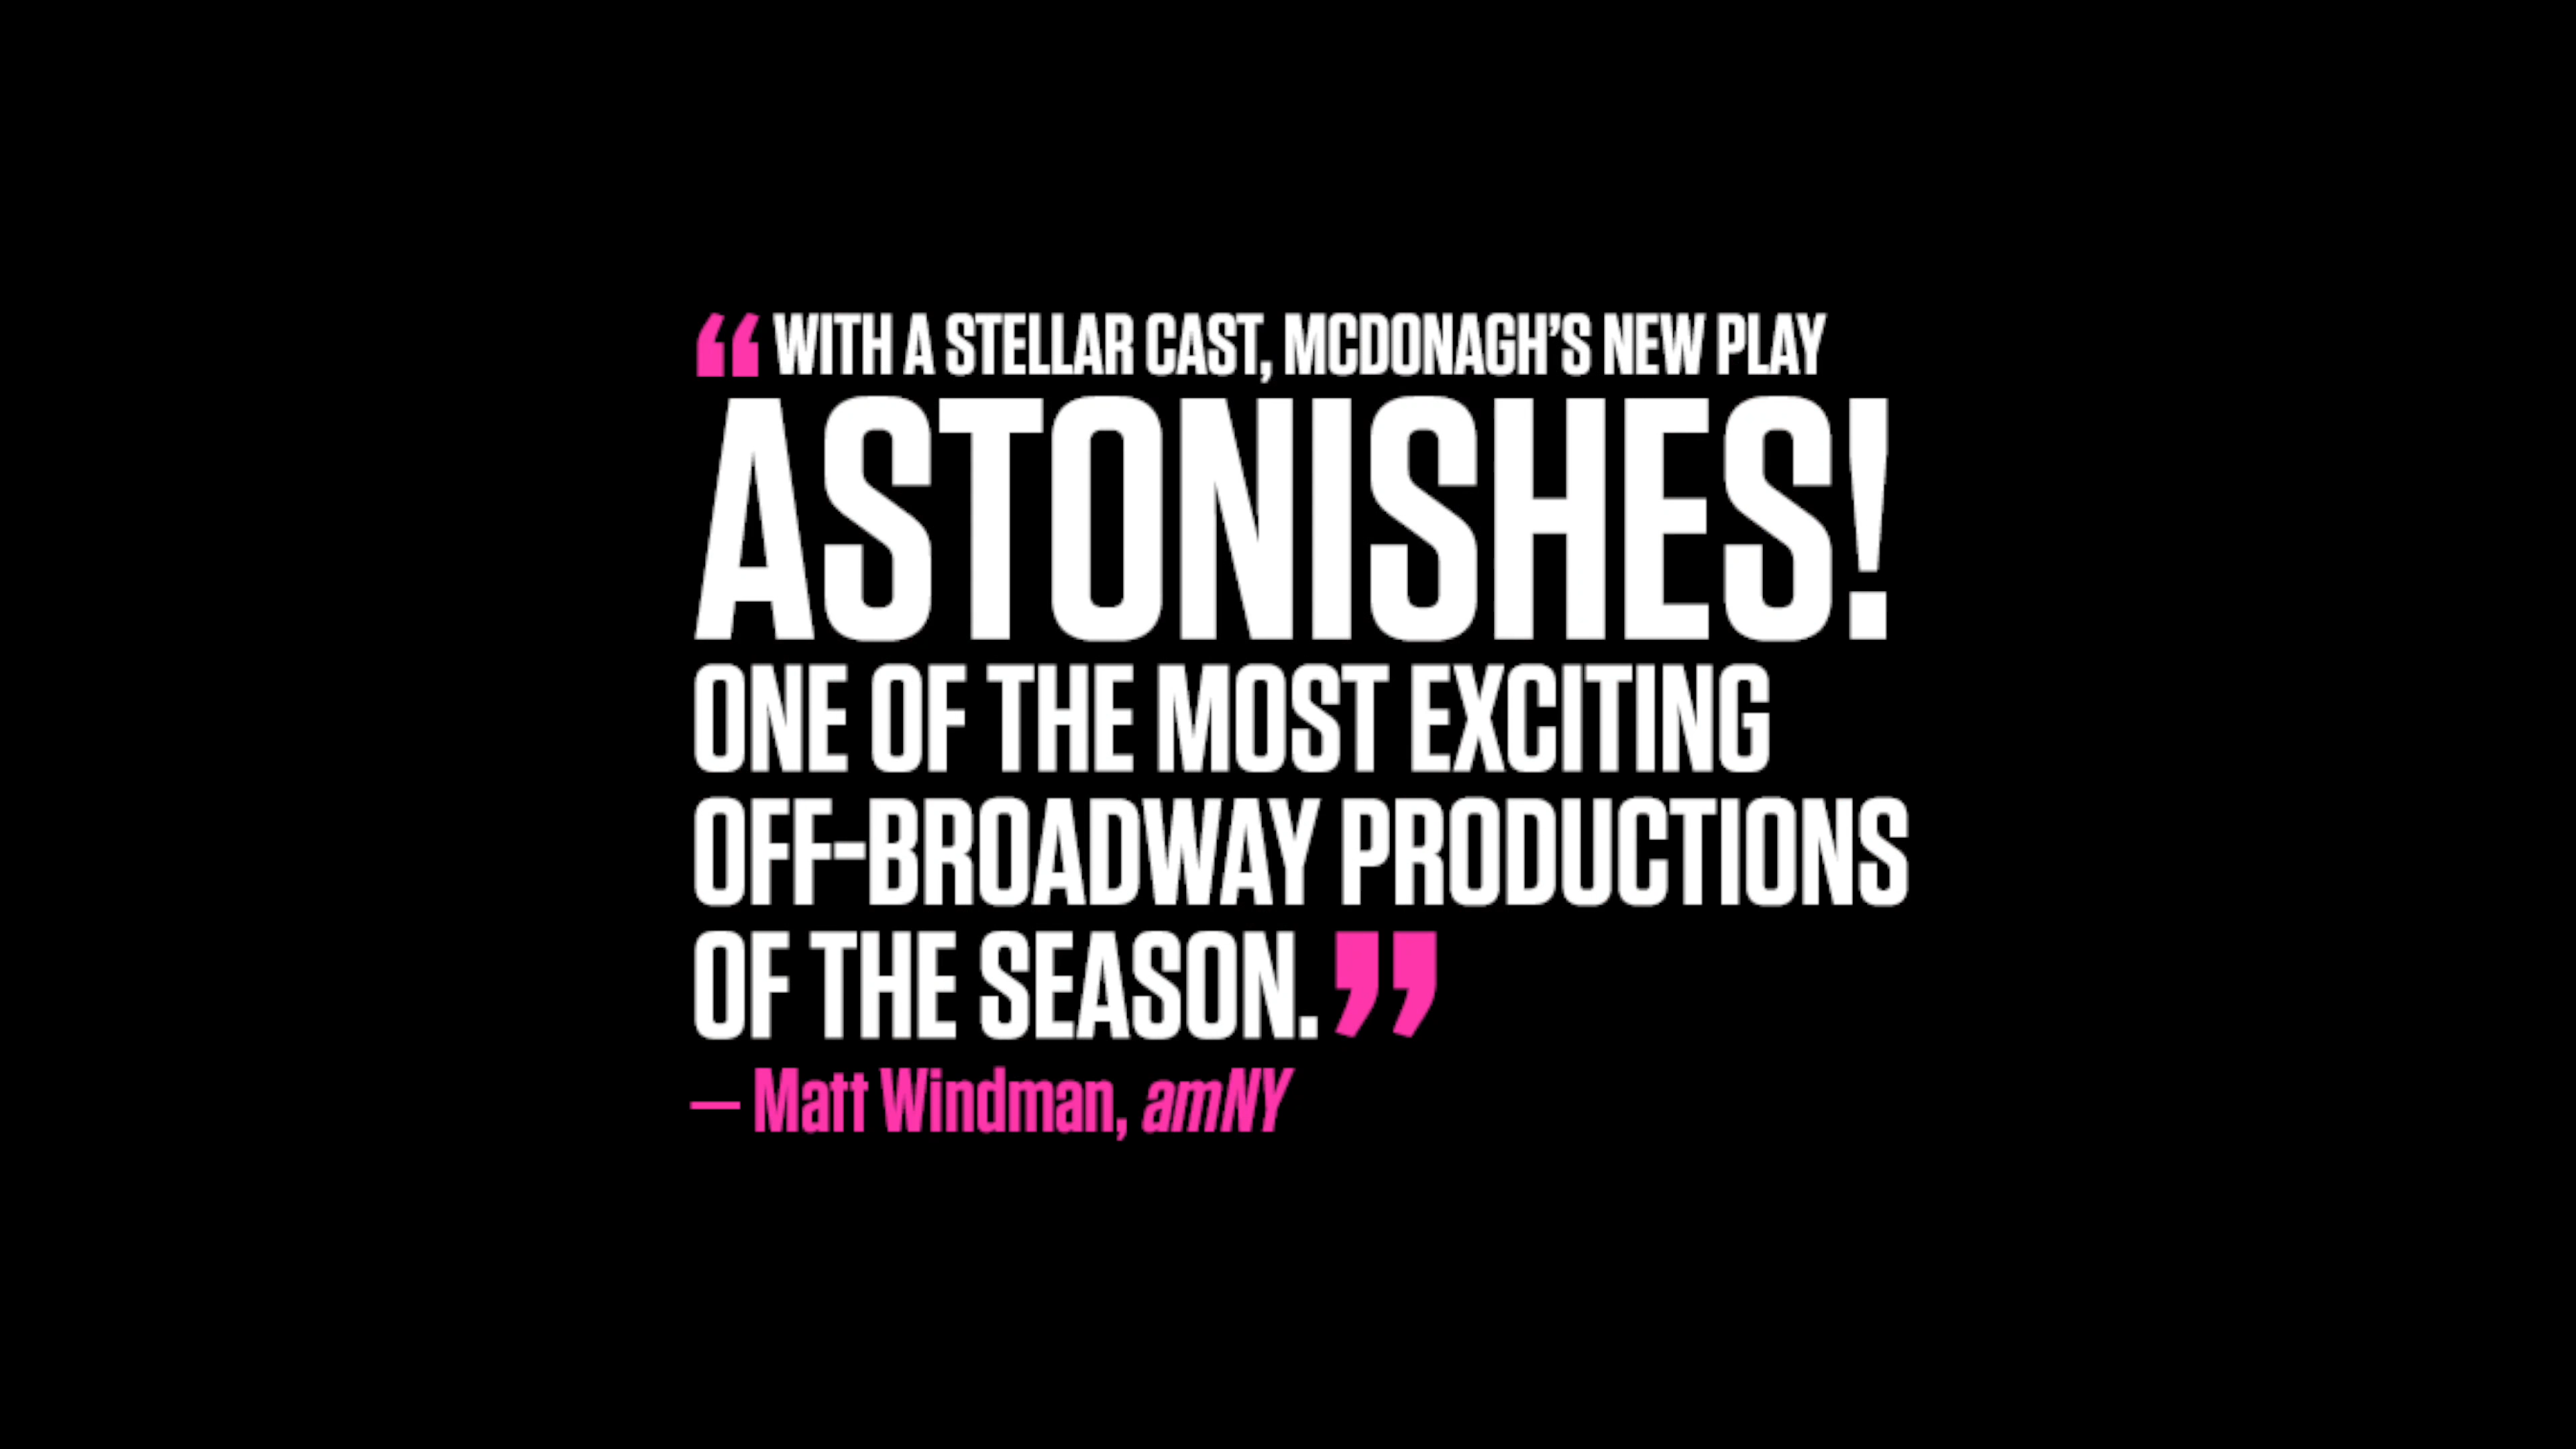 “WITH A STELLAR CAST, MCDONAGH’S NEW PLAY
ASTONISHES!
ONE OF THE MOST EXCITING
OFF-BROADWAY PRODUCTIONS
OF THE SEASON.”
— Matt Windman, amNY